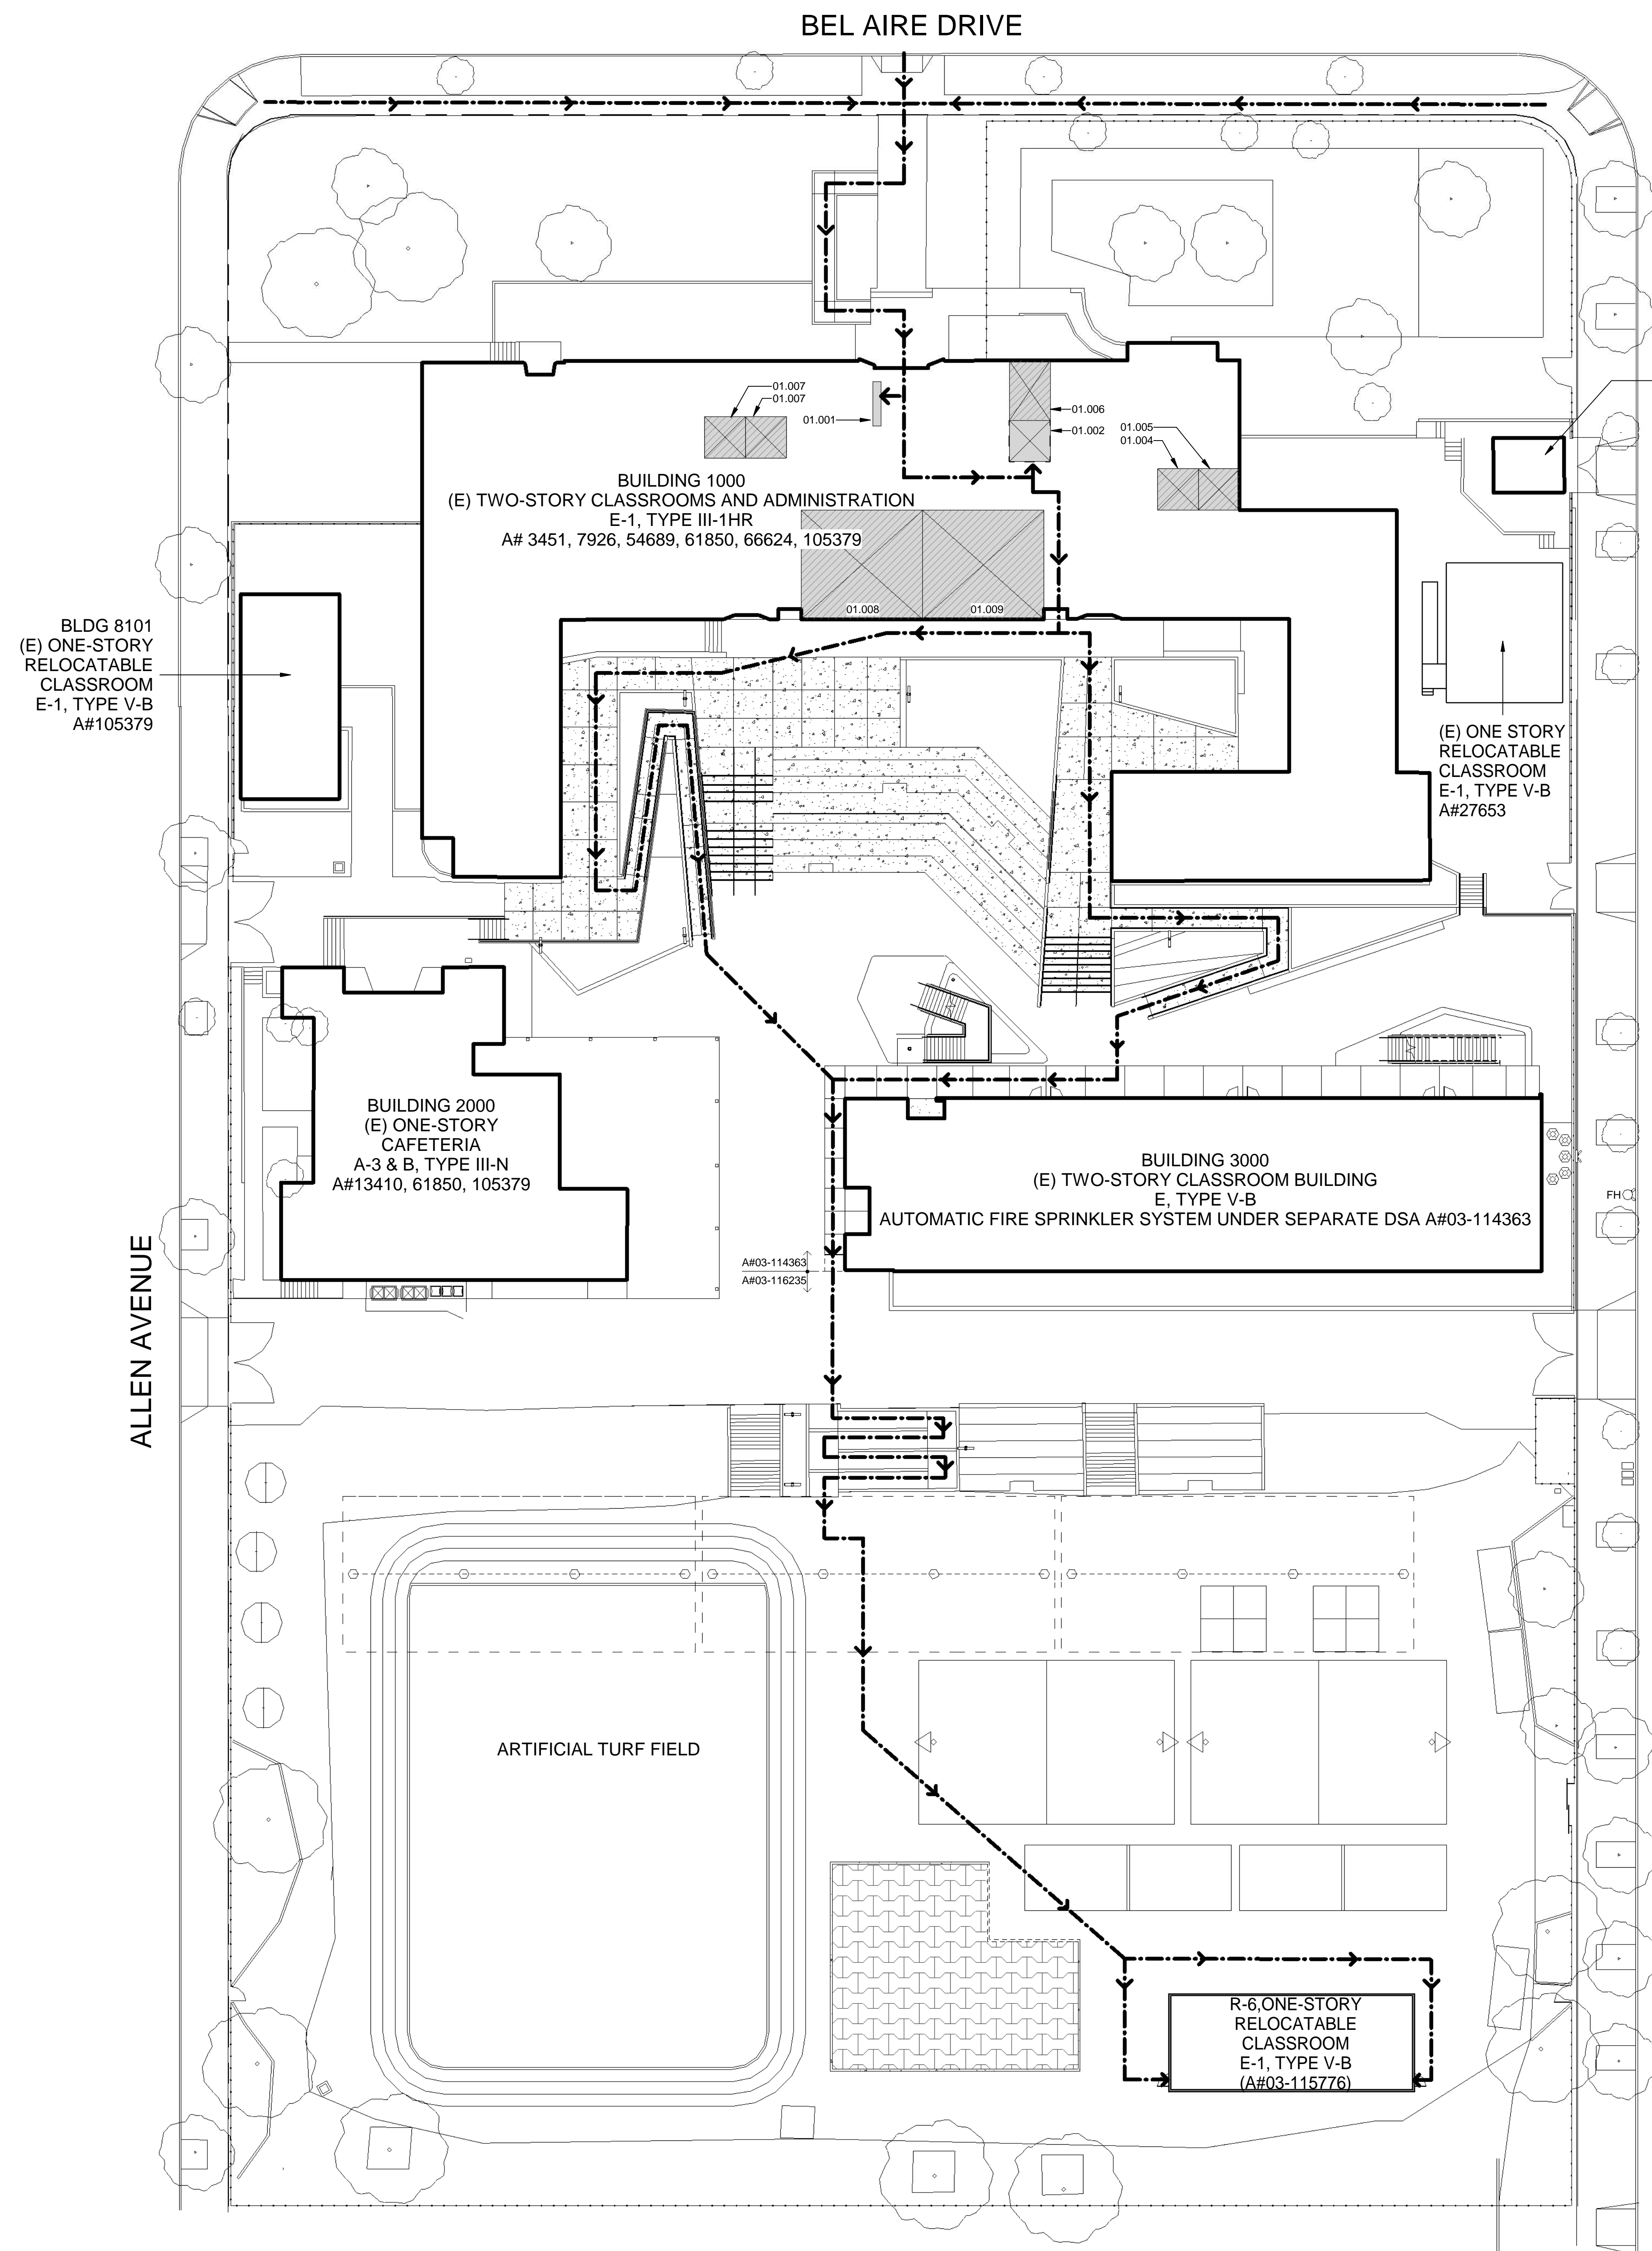 BEL AIRE DRIVE
01.007
01.007
01.001
01.006
01.002
01.005
01.004
BUILDING 1000
(E) TWO-STORY CLASSROOMS AND ADMINISTRATION
E-1, TYPE III-1HR
A# 3451, 7926, 54689, 61850, 66624, 105379
01.008
01.009
BLDG 8101
(E) ONE-STORY
RELOCATABLE
CLASSROOM
E-1, TYPE V-B
A#105379
(E) ONE STORY
RELOCATABLE
CLASSROOM
E-1, TYPE V-B
A#27653
BUILDING 2000
(E) ONE-STORY
CAFETERIA
A-3 & B, TYPE III-N
A#13410, 61850, 105379
BUILDING 3000
(E) TWO-STORY CLASSROOM BUILDING
E, TYPE V-B
AUTOMATIC FIRE SPRINKLER SYSTEM UNDER SEPARATE DSA A#03-114363
FH
A#03-114363
A#03-116235
ALLEN AVENUE
ARTIFICIAL TURF FIELD
R-6,ONE-STORY
RELOCATABLE
CLASSROOM
E-1, TYPE V-B
(A#03-115776)